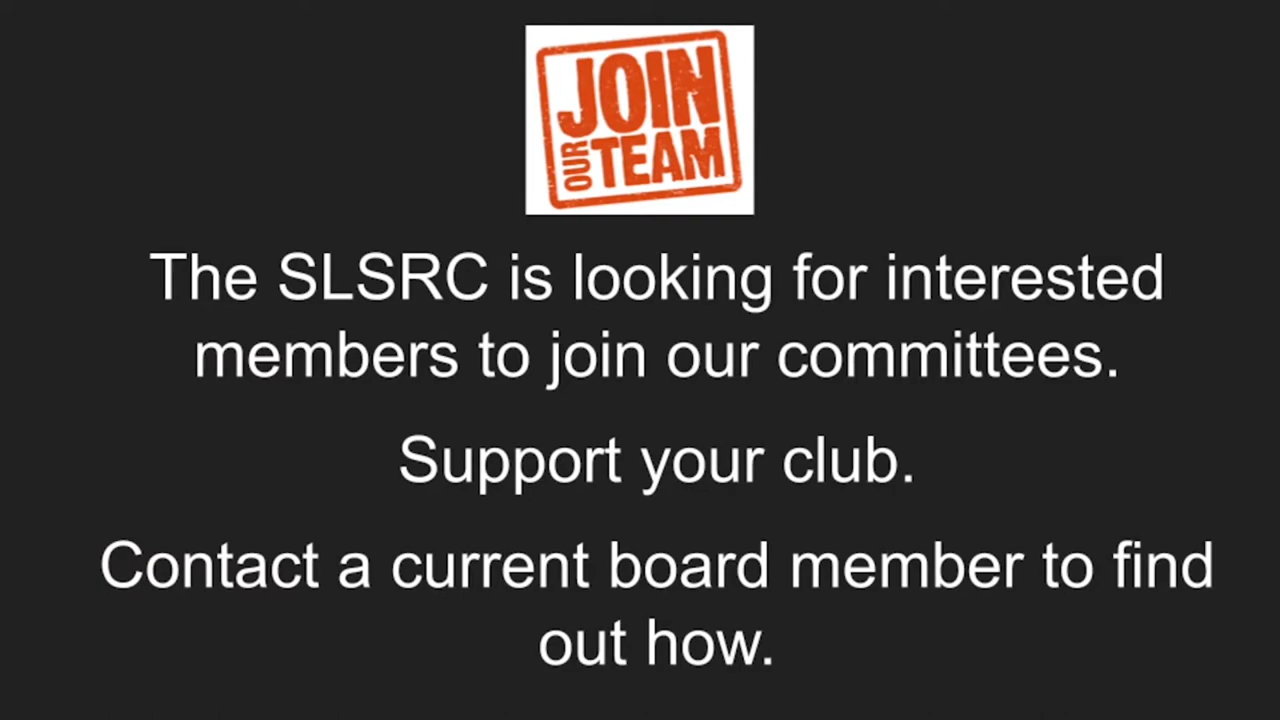 JOIN
OUR TEAM
The SLSRC is looking for interested
members to join our committees.
Support your club.
Contact a current board member to find
out how.